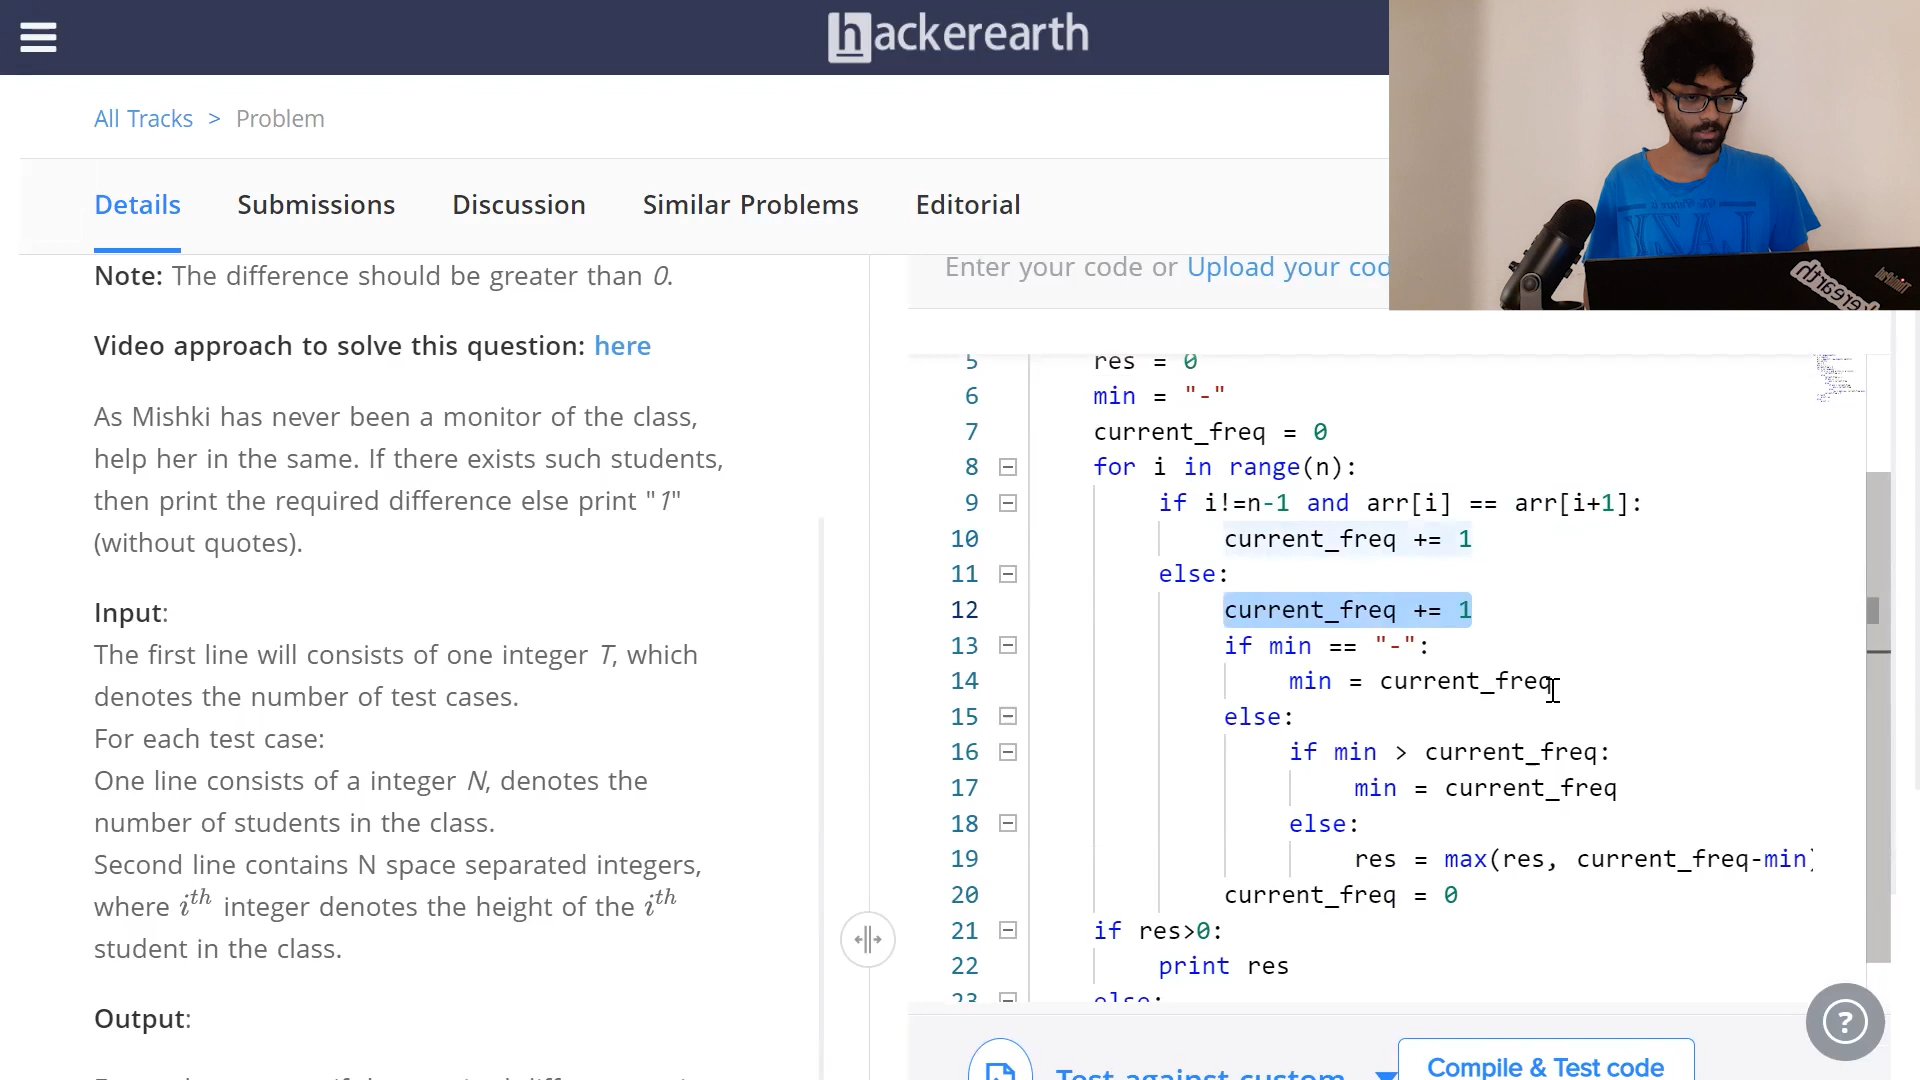 hackerearth
All Tracks > Problem
Details Submissions Discussion Similar Problems Editorial
Note: The difference should be greater than 0.
Video approach to solve this question: here
As Mishki has never been a monitor of the class,
help her in the same. If there exists such students,
then print the required difference else print "1"
(without quotes).
Input:
The first line will consists of one integer T, which
denotes the number of test cases.
For each test case:
One line consists of a integer N, denotes the
number of students in the class.
Second line contains N space separated integers,
where i^th integer denotes the height of the i^th
student in the class.
Output:
Enter your code or Upload your cod
5 res = 0
6 min = "-"
7 current_freq = 0
8 for i in range(n):
9 if i!=n-1 and arr[i] == arr[i+1]:
10 current_freq += 1
11 else:
12 current_freq += 1
13 if min == "-":
14 min = current_freq
15 else:
16 if min > current_freq:
17 min = current_freq
18 else:
19 res = max(res, current_freq-min)
20 current_freq = 0
21 if res>0:
22 print res
23 else:
Test against custom
Compile & Test code
?
LAZY